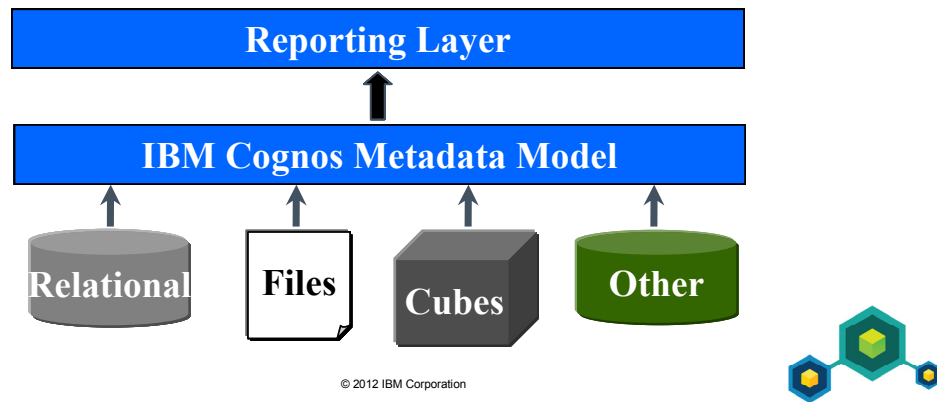 Reporting Layer
IBM Cognos Metadata Model
Relational
Files
Cubes
Other
© 2012 IBM Corporation